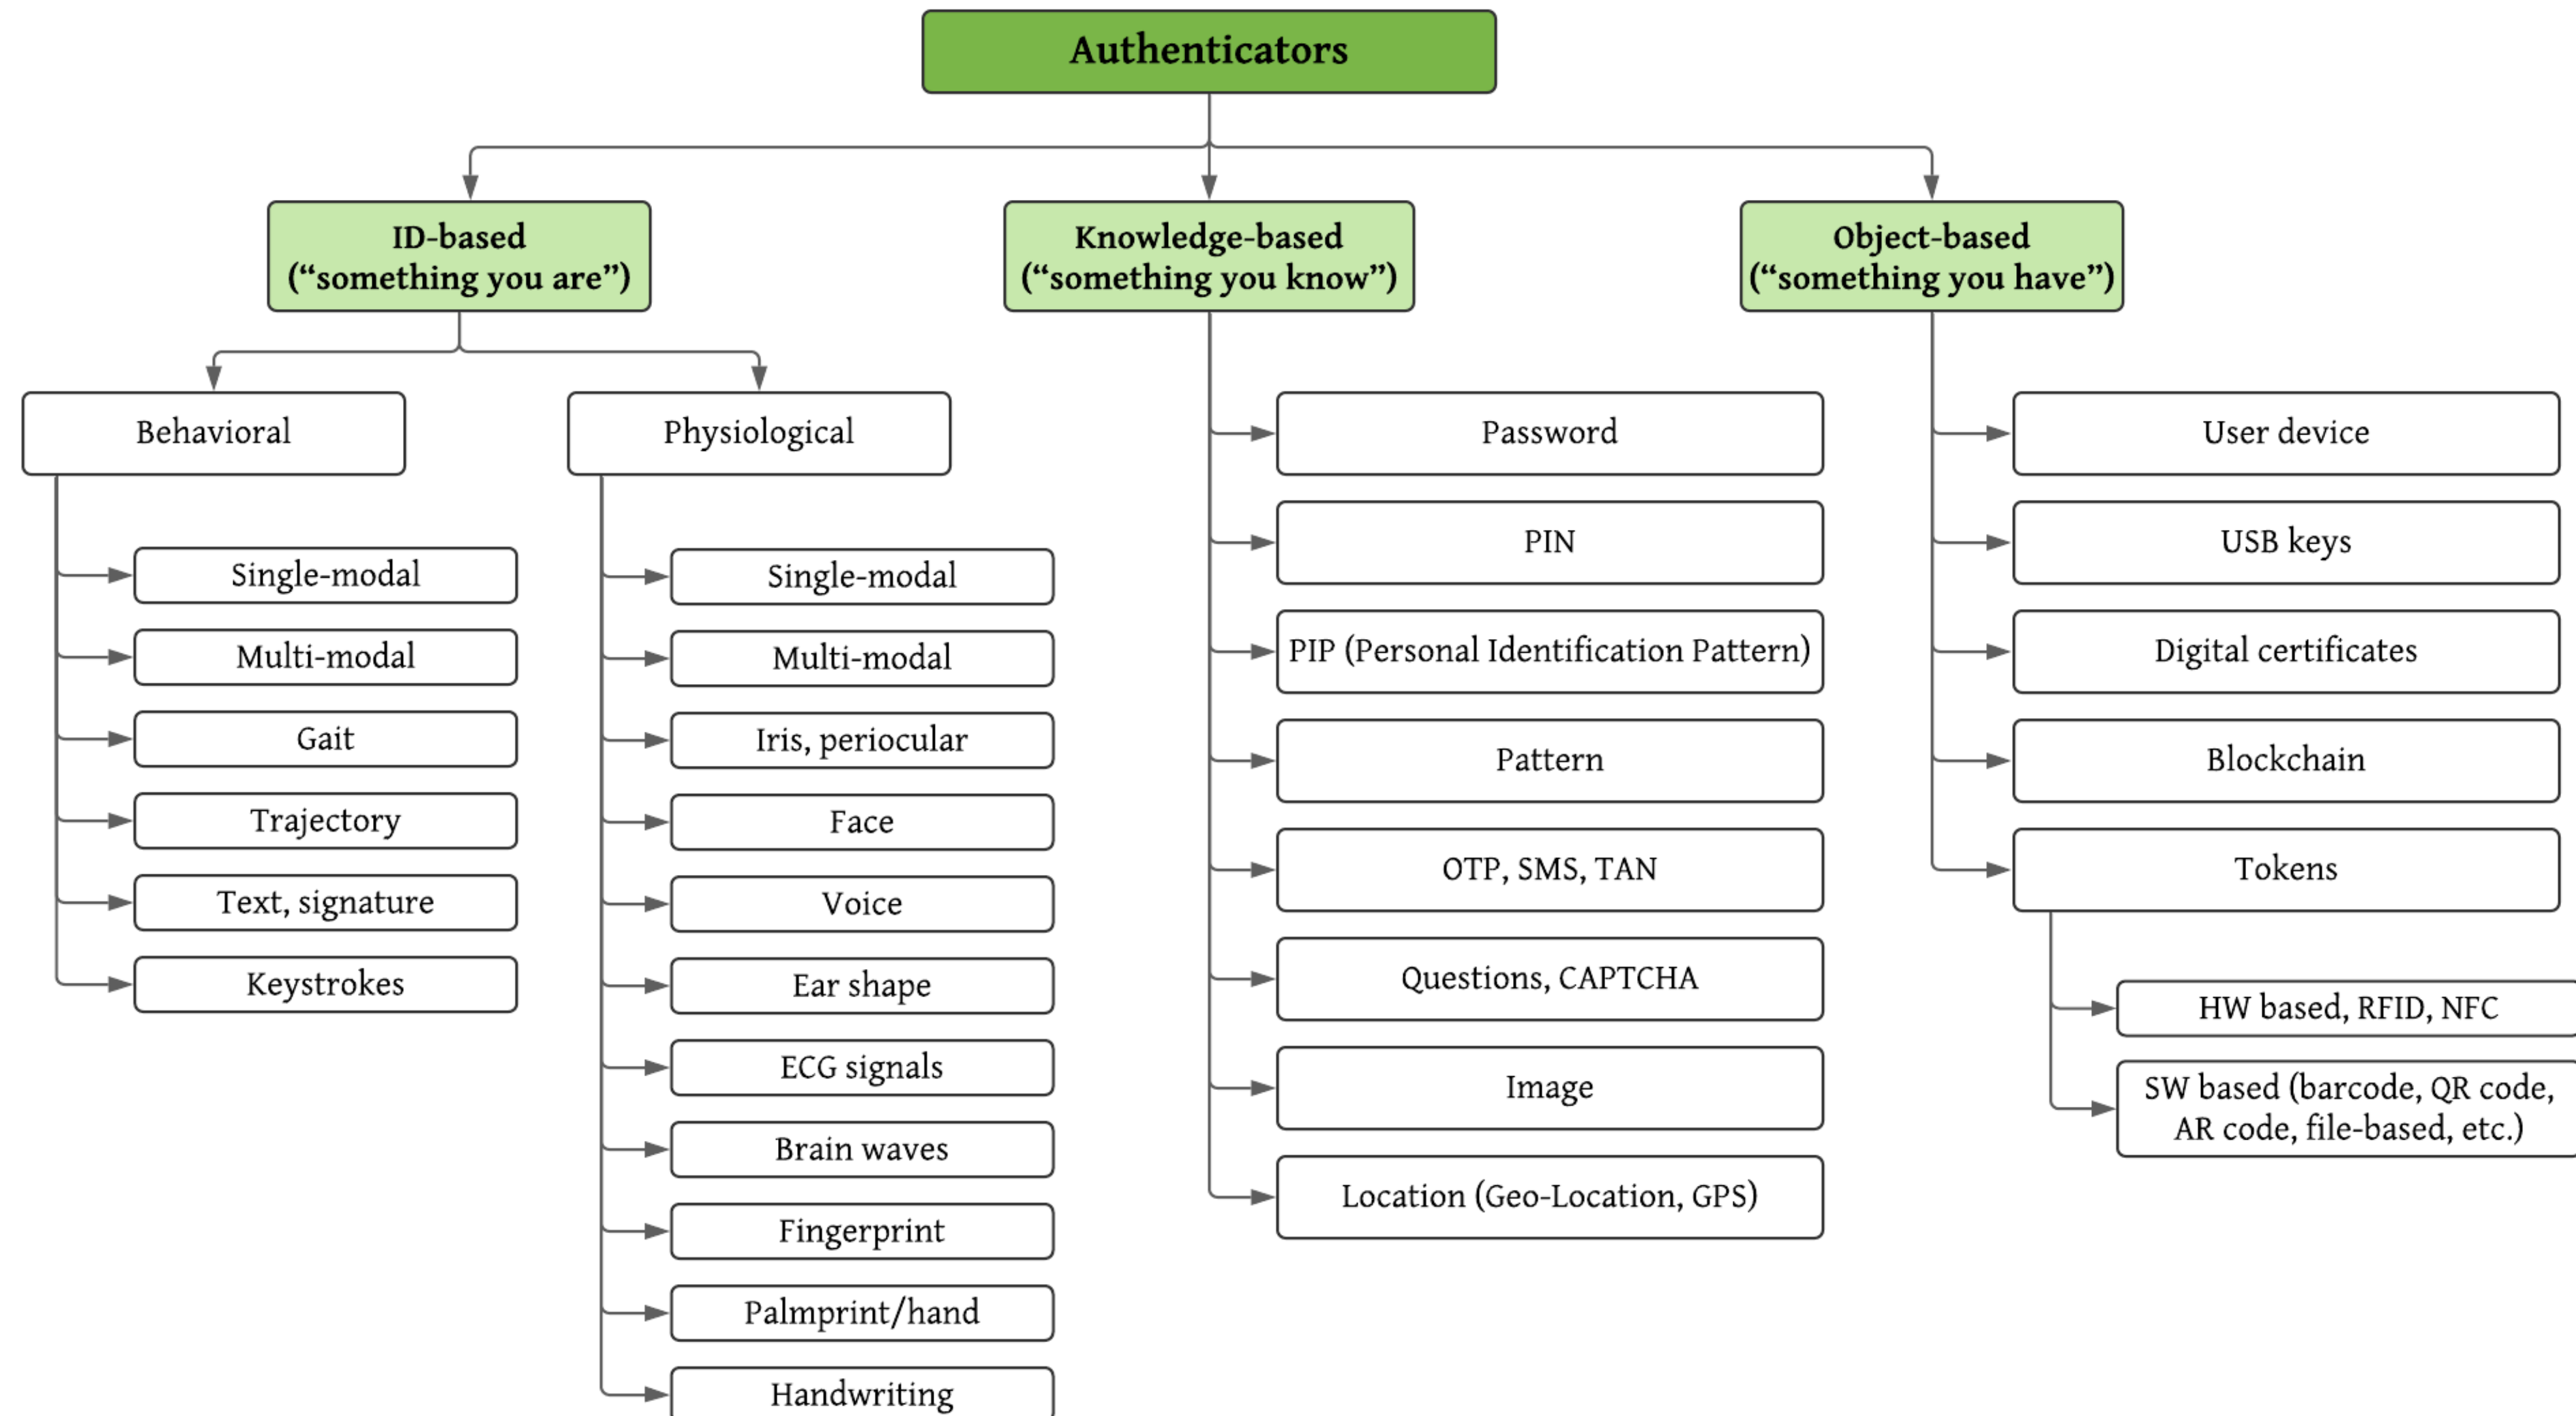 Authenticators
ID-based
(“something you are”)
Behavioral
Single-modal
Multi-modal
Gait
Trajectory
Text, signature
Keystrokes
Physiological
Single-modal
Multi-modal
Iris, periocular
Face
Voice
Ear shape
ECG signals
Brain waves
Fingerprint
Palmprint/hand
Handwriting
Knowledge-based
(“something you know”)
Password
PIN
PIP (Personal Identification Pattern)
Pattern
OTP, SMS, TAN
Questions, CAPTCHA
Image
Location (Geo-Location, GPS)
Object-based
(“something you have”)
User device
USB keys
Digital certificates
Blockchain
Tokens
HW based, RFID, NFC
SW based (barcode, QR code,
AR code, file-based, etc.)